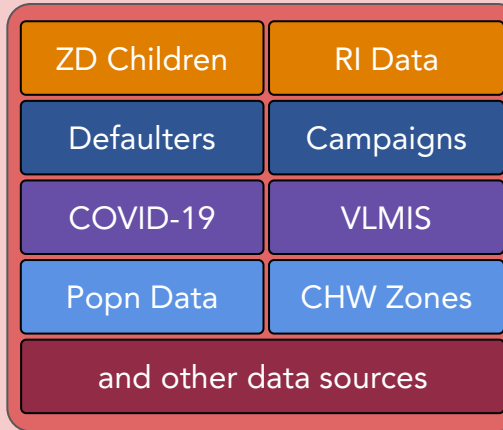 ZD Children
RI Data
Defaulters
Campaigns
COVID-19
VLMIS
Popn Data
CHW Zones
and other data sources